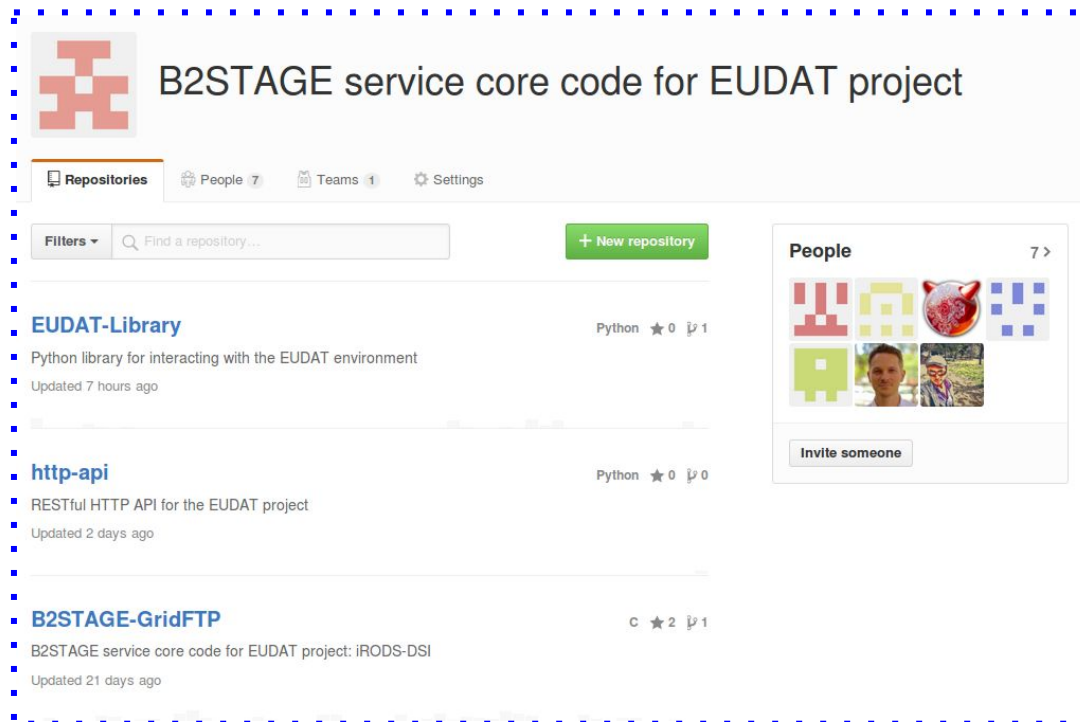 B2STAGE service core code for EUDAT project
Repositories People 7 Teams 1 Settings
Filters Find a repository... + New repository
People 7 >
EUDAT-Library Python 0 1
Python library for interacting with the EUDAT environment
Updated 7 hours ago
http-api Python 0 0
RESTful HTTP API for the EUDAT project
Updated 2 days ago
Invite someone
B2STAGE-GridFTP C 2 1
B2STAGE service core code for EUDAT project: iRODS-DSI
Updated 21 days ago